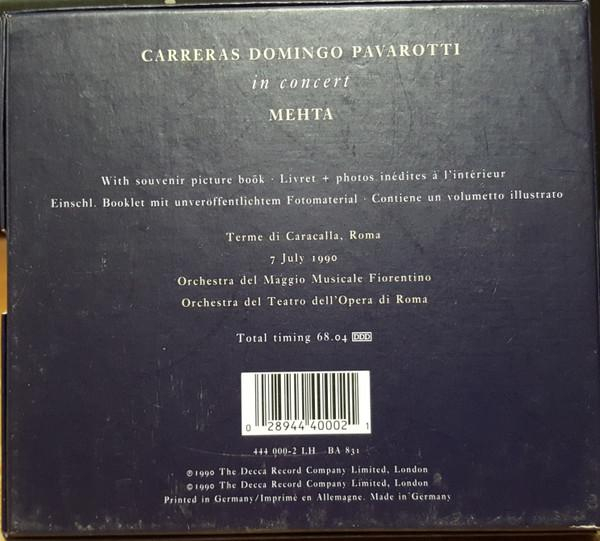 CARRERAS DOMINGO PAVAROTTI
in concert
MEHTA
With souvenir picture book · Livret + photos inédites à l'intérieur
Einschl. Booklet mit unveröffentlichtem Fotomaterial · Contiene un volumetto illustrato
Terme di Caracalla, Roma
7 July 1990
Orchestra del Maggio Musicale Fiorentino
Orchestra del Teatro dell'Opera di Roma
Total timing 68.04 DDD
0 28944 40002 1
444 000-2 LH BA 831
℗ 1990 The Decca Record Company Limited, London
© 1990 The Decca Record Company Limited, London
Printed in Germany/Imprimé en Allemagne. Made in Germany